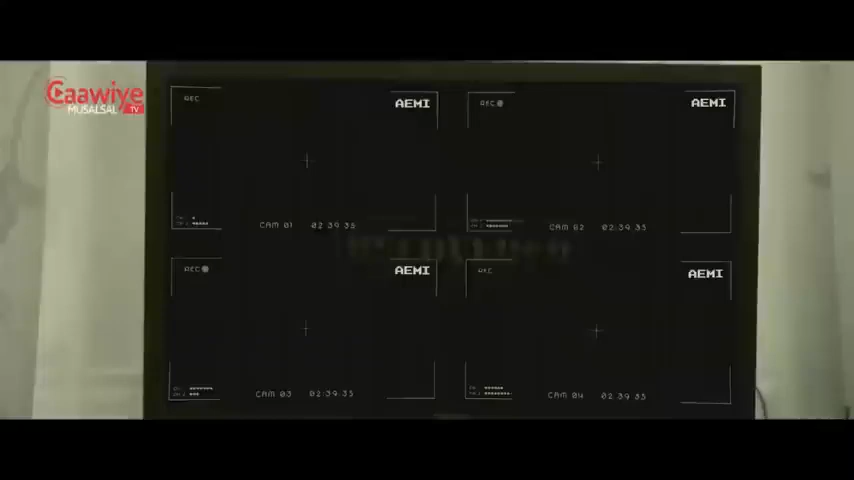 Caawiye
MUSALSAL TV
REC
AEMI
CAM 01 02:39:35
REC
AEMI
CAM 02 02:39:35
REC
AEMI
CAM 03 02:39:35
REC
AEMI
CAM 04 02:39:35